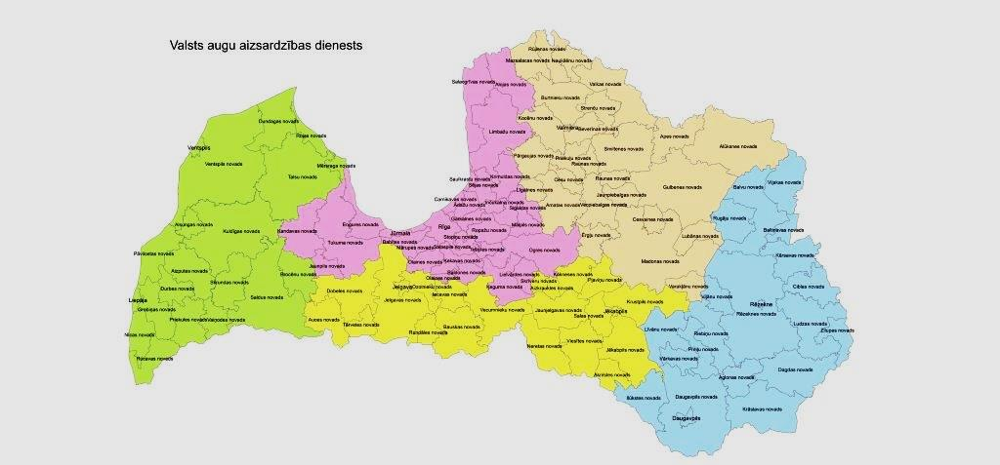 Valsts augu aizsardzības dienests
Rūjienas novads
Mazsalacas novads
Naukšēnu novads
Salacgrīvas novads
Alojas novads
Valkas novads
Burtnieku novads
Strenču novads
Kocēnu novads
Valmiera
Beverīnas novads
Limbažu novads
Apes novads
Alūksnes novads
Smiltenes novads
Pārgaujas novads
Priekuļu novads
Raunas novads
Dundagas novads
Rojas novads
Ventspils
Ventspils novads
Mērsraga novads
Talsu novads
Saulkrastu novads
Krimuldas novads
Sējas novads
Cēsu novads
Raunas novads
Līgatnes novads
Jaunpiebalgas novads
Gulbenes novads
Balvu novads
Viļakas novads
Carnikavas novads
Ādažu novads
Inčukalna novads
Siguldas novads
Amatas novads
Vecpiebalgas novads
Garkalnes novads
Cesvaines novads
Rugāju novads
Alsungas novads
Kuldīgas novads
Kandavas novads
Engures novads
Rīga
Ropažu novads
Mālpils novads
Baltinavas novads
Jūrmala
Stopiņu novads
Ērgļu novads
Lubānas novads
Tukuma novads
Babītes novads
Mārupes novads
Salaspils novads
Ikšķiles novads
Ogres novads
Pāvilostas novads
Kārsavas novads
Jaunpils novads
Olaines novads
Ķekavas novads
Madonas novads
Aizputes novads
Brocēnu novads
Baldones novads
Lielvārdes novads
Kokneses novads
Olaines novads
Skrīveru novads
Pļaviņu novads
Skrundas novads
Durbes novads
Dobeles novads
Jelgava
Ozolnieku novads
Iecavas novads
Ķeguma novads
Aizkraukles novads
Varakļānu novads
Ciblas novads
Saldus novads
Liepāja
Jelgavas novads
Krustpils novads
Viļānu novads
Rēzekne
Grobiņas novads
Vecumnieku novads
Jaunjelgavas novads
Jēkabpils
Rēzeknes novads
Priekules novads
Vaiņodes novads
Auces novads
Tērvetes novads
Salas novads
Ludzas novads
Bauskas novads
Rundāles novads
Līvānu novads
Riebiņu novads
Zilupes novads
Nīcas novads
Viesītes novads
Neretas novads
Jēkabpils novads
Preiļu novads
Rucavas novads
Vārkavas novads
Aknīstes novads
Aglonas novads
Dagdas novads
Ilūkstes novads
Daugavpils novads
Krāslavas novads
Daugavpils